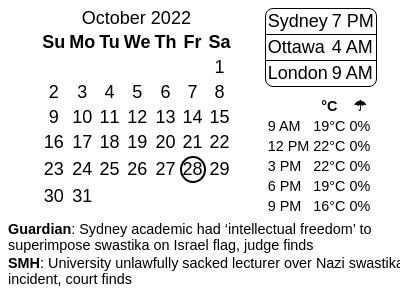 October 2022
Su Mo Tu We Th Fr Sa
1
2 3 4 5 6 7 8
9 10 11 12 13 14 15
16 17 18 19 20 21 22
23 24 25 26 27 28 29
30 31
Sydney 7 PM
Ottawa 4 AM
London 9 AM
°C ☂
9 AM 19°C 0%
12 PM 22°C 0%
3 PM 22°C 0%
6 PM 19°C 0%
9 PM 16°C 0%
Guardian: Sydney academic had ‘intellectual freedom’ to
superimpose swastika on Israel flag, judge finds
SMH: University unlawfully sacked lecturer over Nazi swastika
incident, court finds